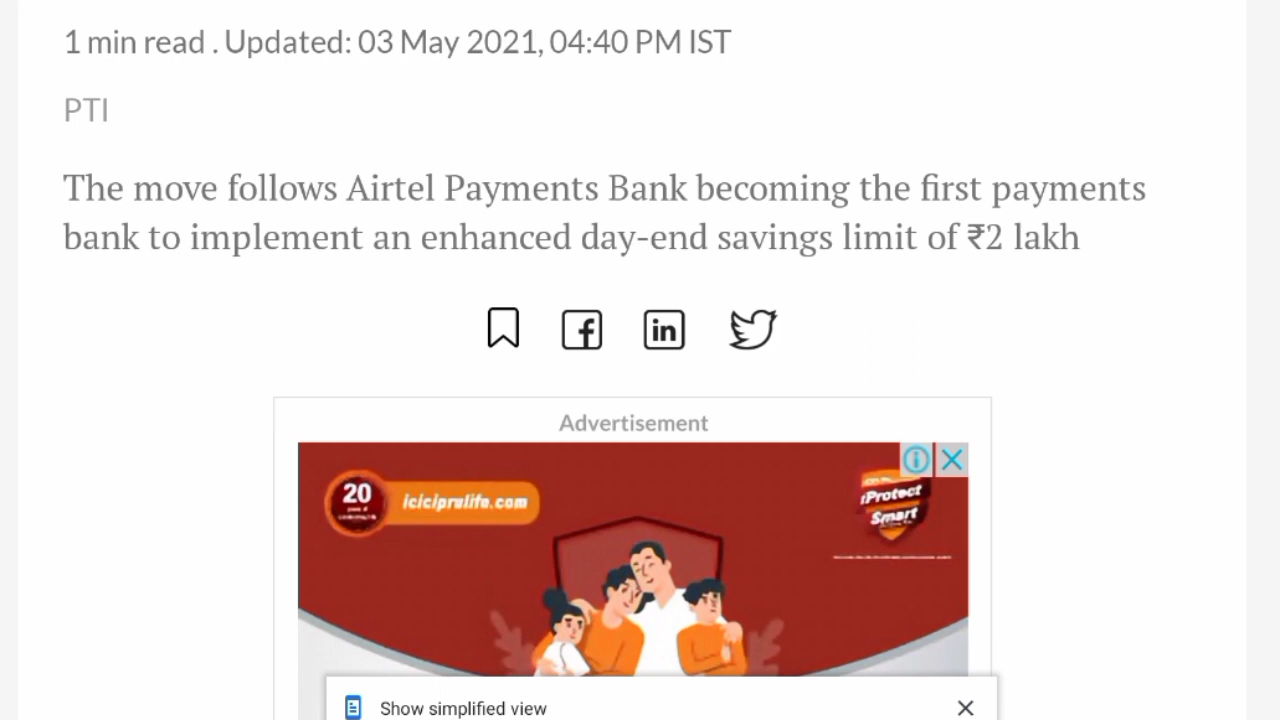 1 min read . Updated: 03 May 2021, 04:40 PM IST
PTI
The move follows Airtel Payments Bank becoming the first payments
bank to implement an enhanced day-end savings limit of ₹2 lakh
Advertisement
20
iciciprulife.com
iProtect
Smart
Show simplified view